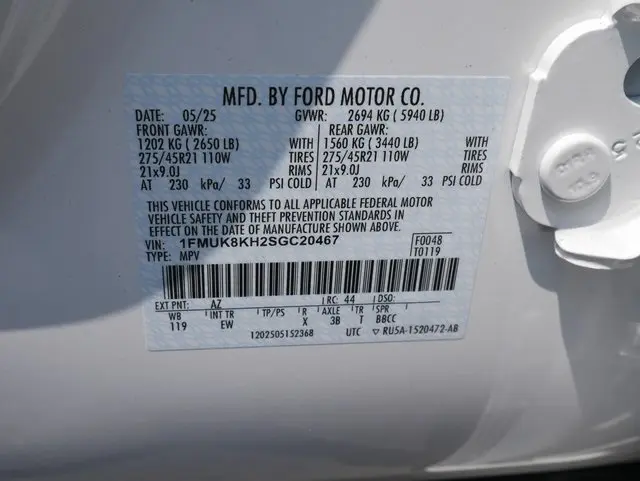 MFD. BY FORD MOTOR CO.
DATE: 05/25 GVWR: 2694 KG ( 5940 LB)
FRONT GAWR: REAR GAWR:
1202 KG ( 2650 LB) WITH 1560 KG ( 3440 LB) WITH
275/45R21 110W TIRES 275/45R21 110W TIRES
21x9.0J RIMS 21x9.0J RIMS
AT 230 kPa/ 33 PSI COLD AT 230 kPa/ 33 PSI COLD
THIS VEHICLE CONFORMS TO ALL APPLICABLE FEDERAL MOTOR
VEHICLE SAFETY AND THEFT PREVENTION STANDARDS IN
EFFECT ON THE DATE OF MANUFACTURE SHOWN ABOVE.
VIN: 1FMUK8KH2SGC20467 F0048
TYPE: MPV T0119
EXT PNT: AZ RC: 44 DSO:
WB INT TR TP/PS R AXLE TR SPR
119 EW X 3B T BBCC
1202505152368 UTC ▽ RU5A-1520472-AB